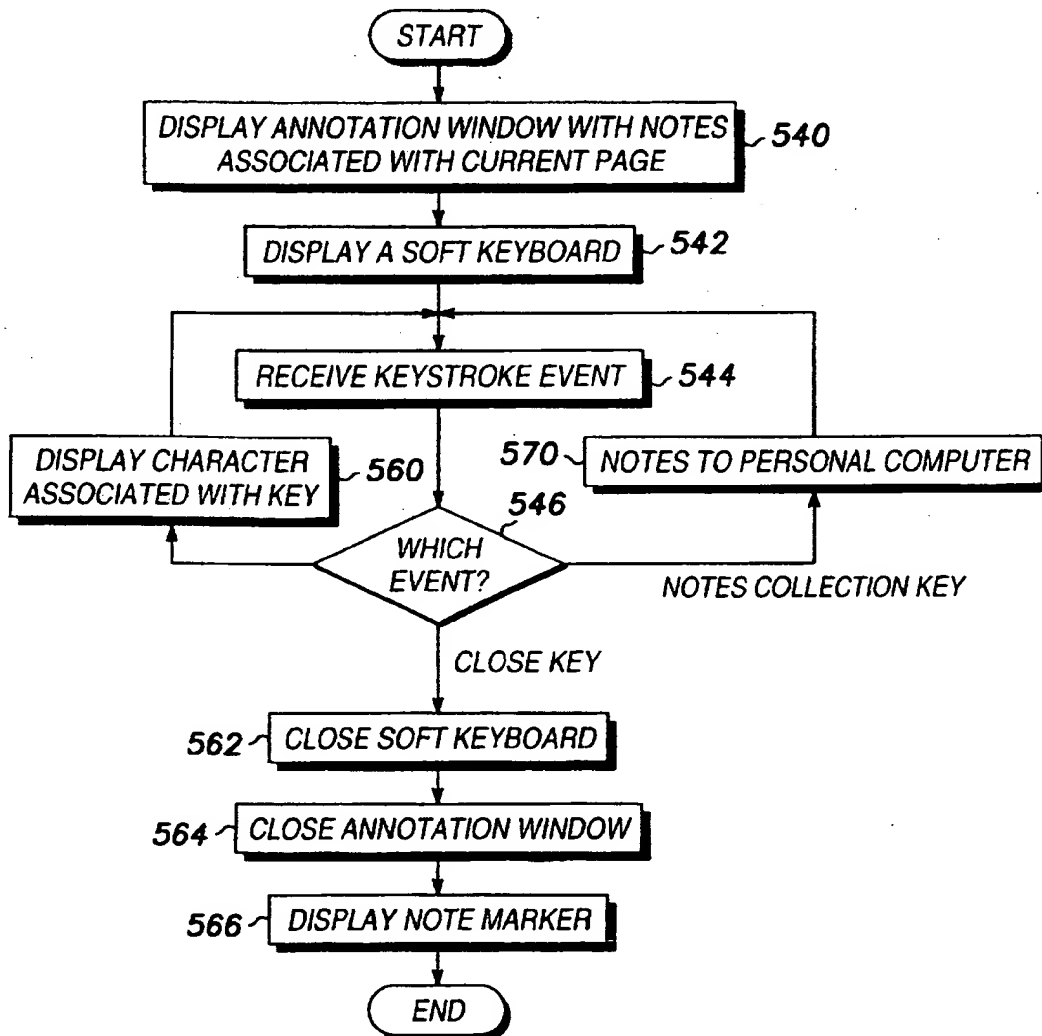 START
DISPLAY ANNOTATION WINDOW WITH NOTES
ASSOCIATED WITH CURRENT PAGE
540
DISPLAY A SOFT KEYBOARD
542
RECEIVE KEYSTROKE EVENT
544
DISPLAY CHARACTER
ASSOCIATED WITH KEY
560
570
NOTES TO PERSONAL COMPUTER
546
WHICH
EVENT?
NOTES COLLECTION KEY
CLOSE KEY
562
CLOSE SOFT KEYBOARD
564
CLOSE ANNOTATION WINDOW
566
DISPLAY NOTE MARKER
END